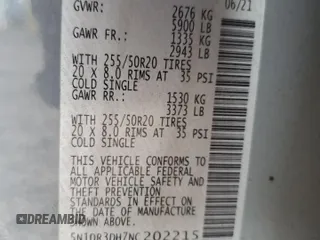 06/21
GVWR: 2676 KG
5900 LB
GAWR FR.: 1335 KG
2943 LB
WITH 255/50R20 TIRES
20 X 8.0 RIMS AT 35 PSI
COLD SINGLE
GAWR RR.: 1530 KG
3373 LB
WITH 255/50R20 TIRES
20 X 8.0 RIMS AT 35 PSI
COLD SINGLE
THIS VEHICLE CONFORMS TO
ALL APPLICABLE FEDERAL
MOTOR VEHICLE SAFETY
STANDARDS IN EFFECT AND
THEFT PREVENTION
STANDARD IN EFFECT ON
THE DATE OF
MANUFACTURE SHOWN
ABOVE.
DREAMBID